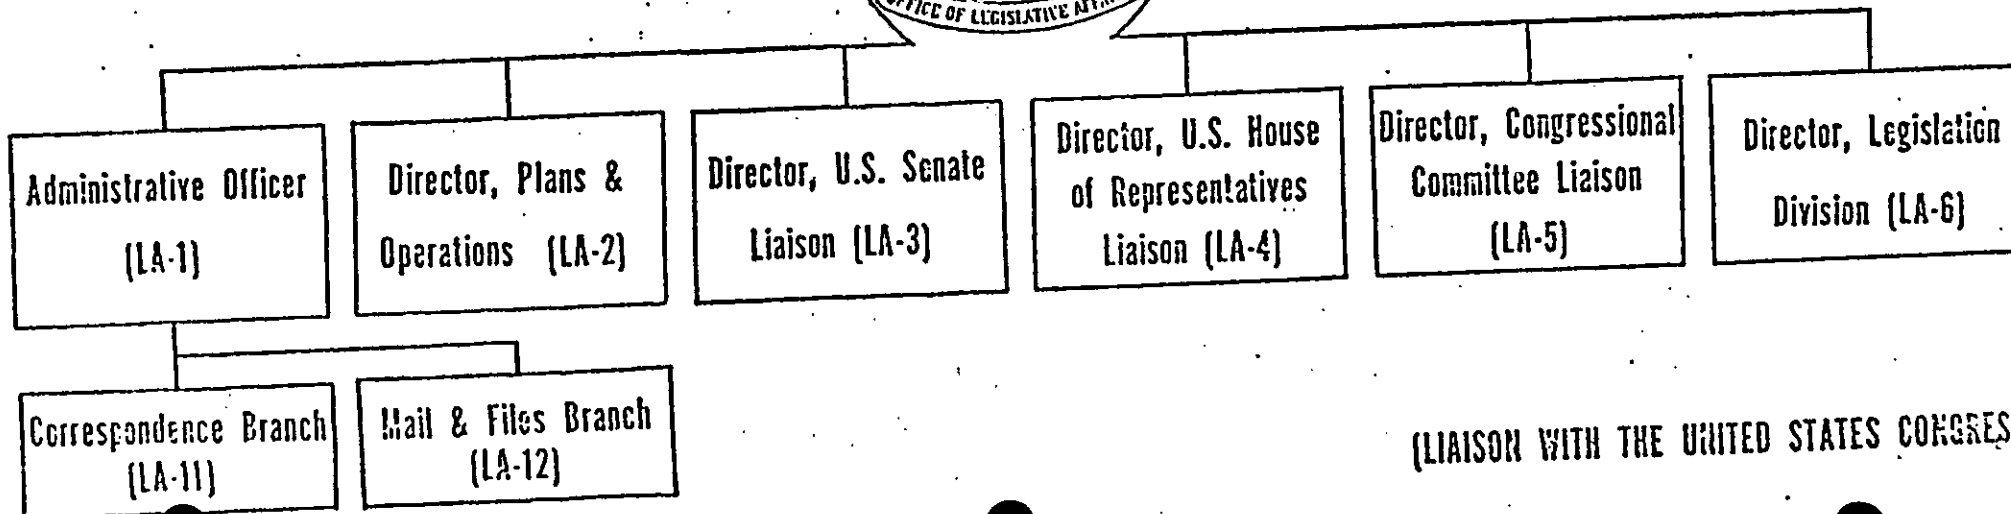 OFFICE OF LEGISLATIVE
Administrative Officer
(LA-1)
Director, Plans &
Operations (LA-2)
Director, U.S. Senate
Liaison (LA-3)
Director, U.S. House
of Representatives
Liaison (LA-4)
Director, Congressional
Committee Liaison
(LA-5)
Director, Legislation
Division (LA-6)
Correspondence Branch
(LA-11)
Mail & Files Branch
(LA-12)
(LIAISON WITH THE UNITED STATES CONGRES